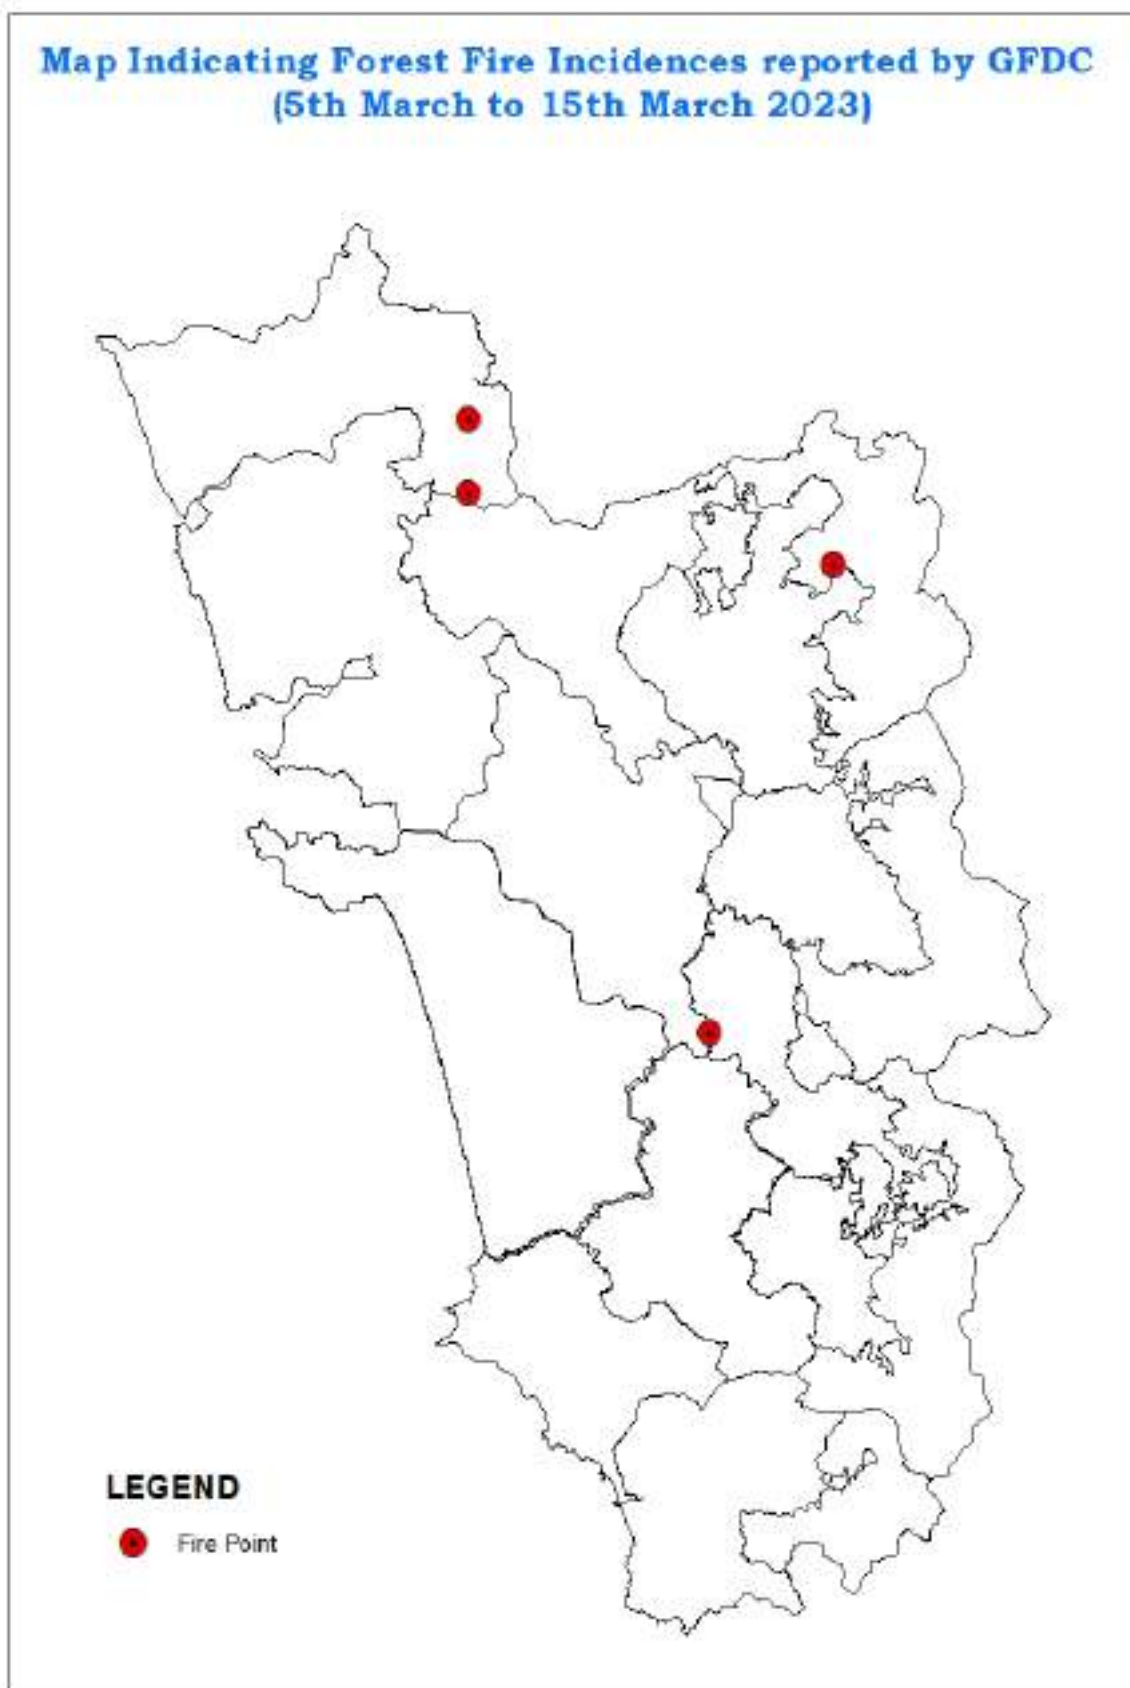 Map Indicating Forest Fire Incidences reported by GFDC
(5th March to 15th March 2023)
LEGEND
Fire Point